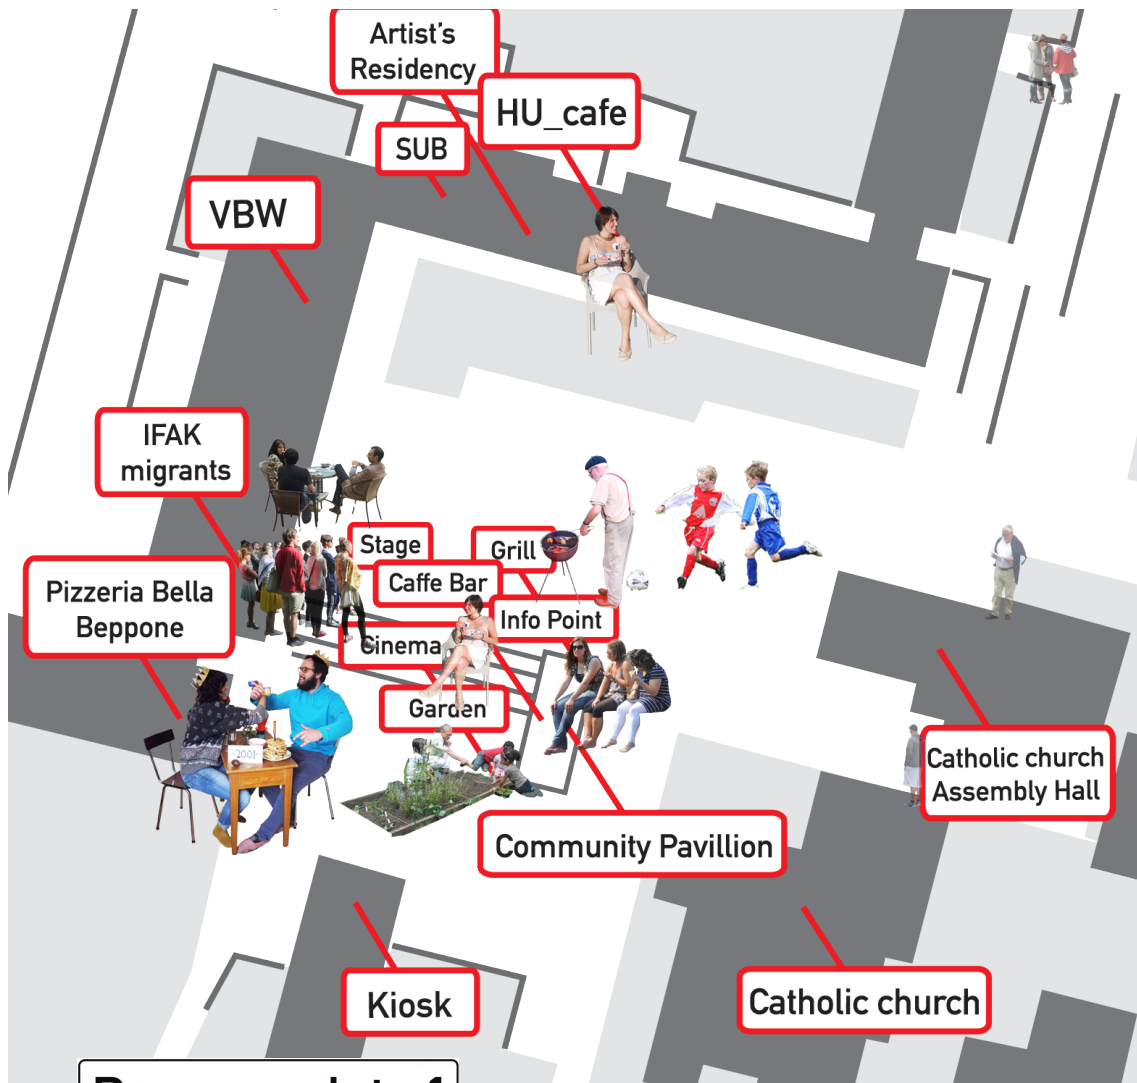 Artist's
Residency
HU_cafe
SUB
VBW
IFAK
migrants
Stage
Grill
Caffe Bar
Pizzeria Bella
Beppone
Info Point
Cinema
Garden
-2001-
Catholic church
Assembly Hall
Community Pavillion
Kiosk
Catholic church